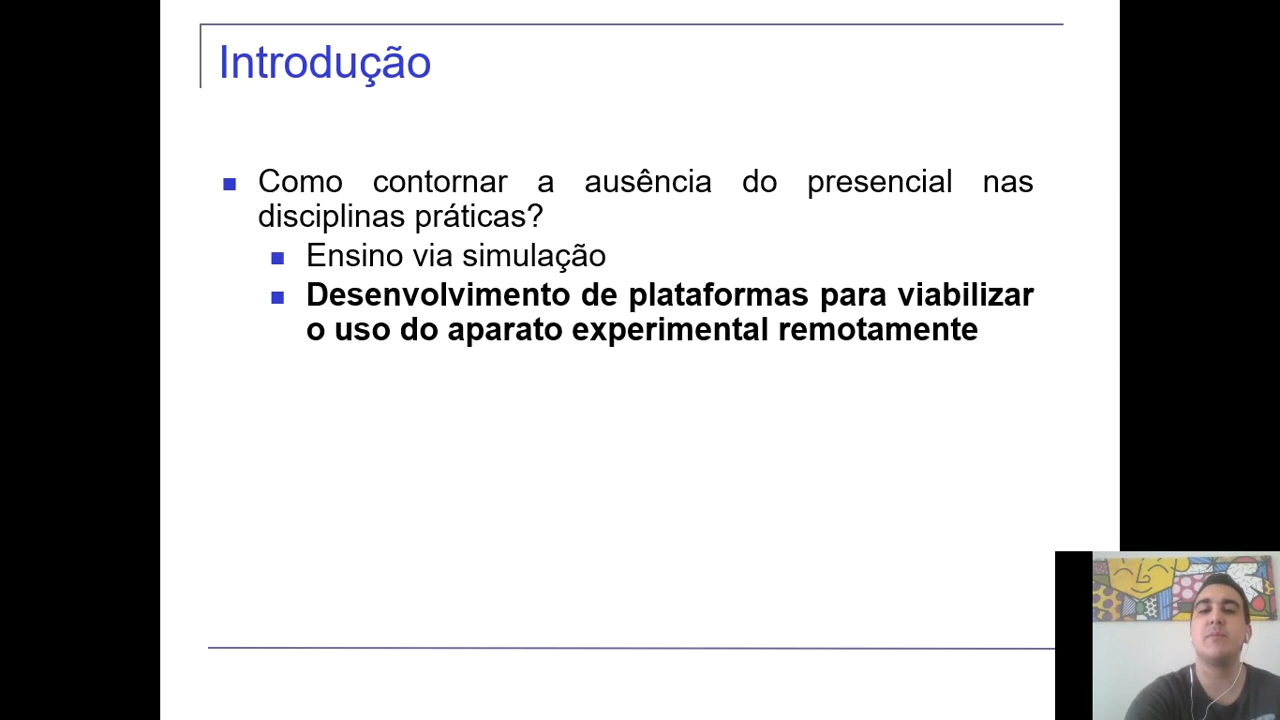 Introdução
Como contornar a ausência do presencial nas
disciplinas práticas?
Ensino via simulação
Desenvolvimento de plataformas para viabilizar
o uso do aparato experimental remotamente